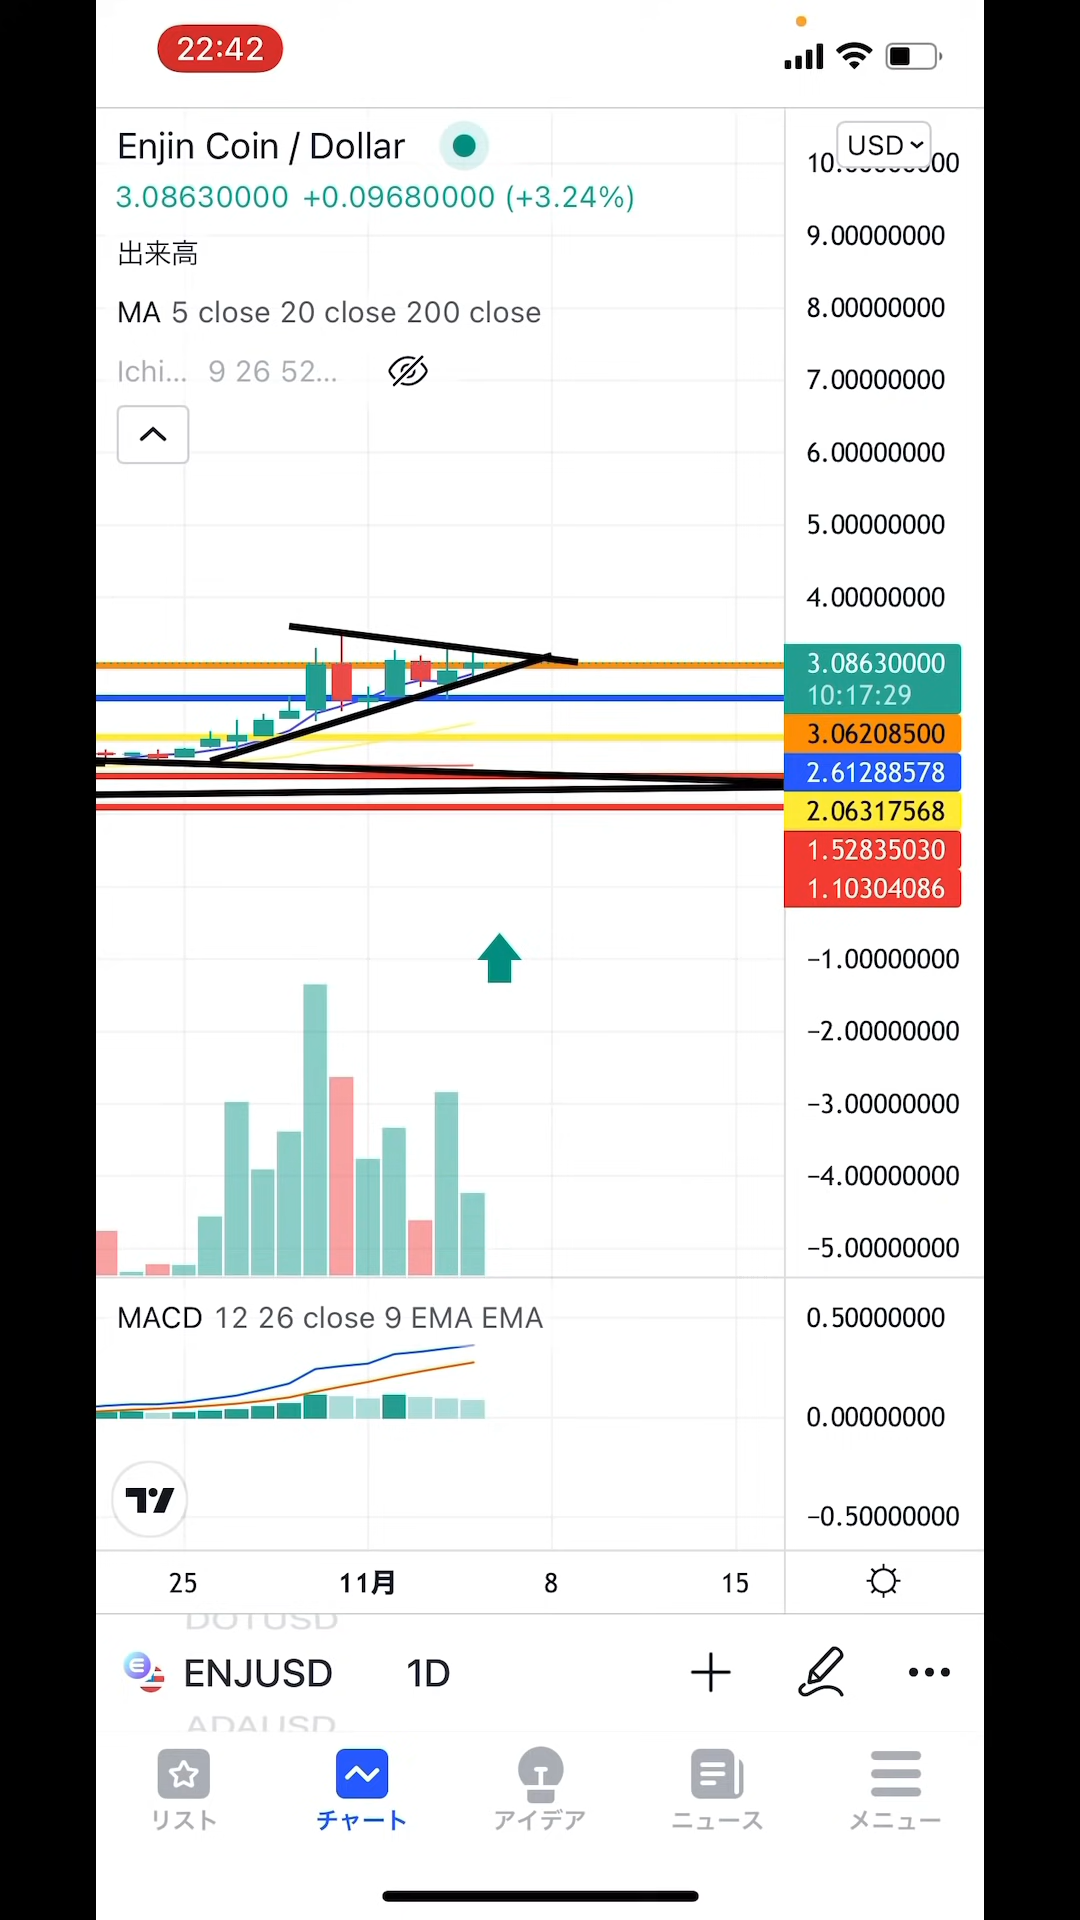 22:42
Enjin Coin / Dollar
USD
3.08630000 +0.09680000 (+3.24%)
出来高
MA 5 close 20 close 200 close
Ichi... 9 26 52...
9.00000000
8.00000000
7.00000000
6.00000000
5.00000000
4.00000000
3.08630000
10:17:29
3.06208500
2.61288578
2.06317568
1.52835030
1.10304086
−1.00000000
−2.00000000
−3.00000000
−4.00000000
−5.00000000
MACD 12 26 close 9 EMA EMA
0.50000000
0.00000000
−0.50000000
25 11月 8 15
DOTUSD
ENJUSD 1D
ADAUSD
リスト チャート アイデア ニュース メニュー